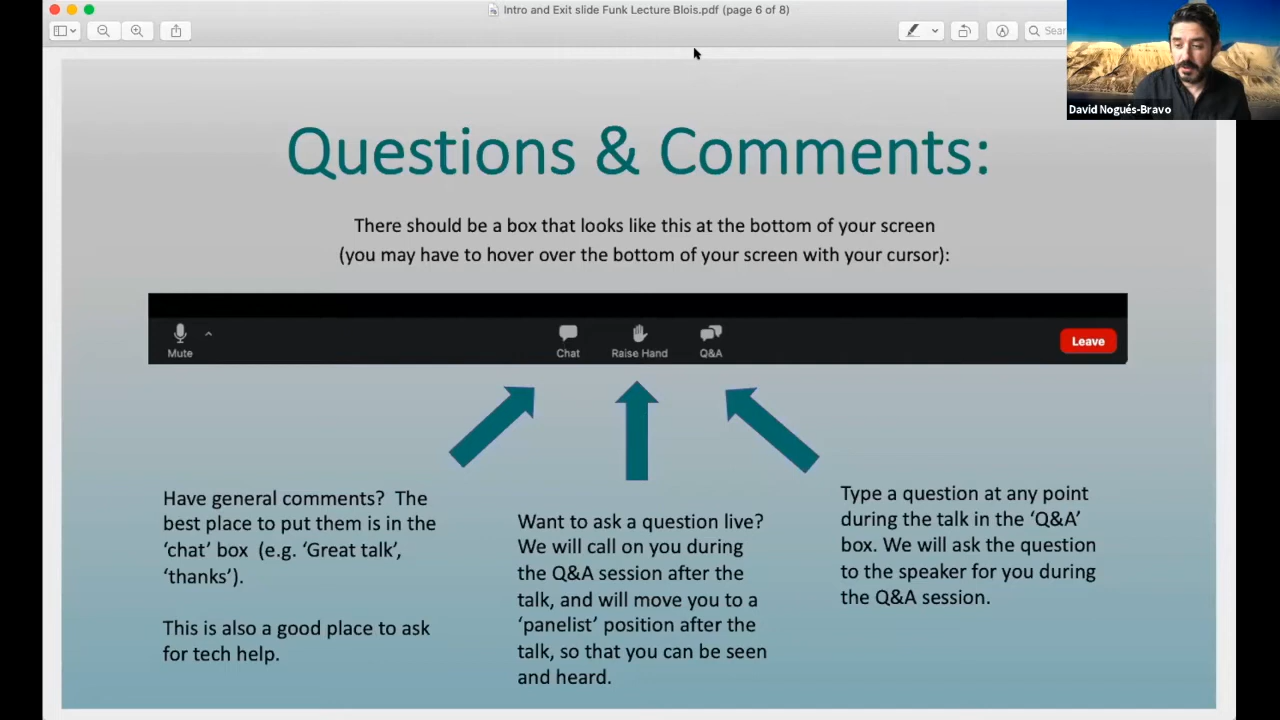 Intro and Exit slide Funk Lecture Blois.pdf (page 6 of 8)
Sear
David Nogués-Bravo
Questions & Comments:
There should be a box that looks like this at the bottom of your screen
(you may have to hover over the bottom of your screen with your cursor):
Mute
Chat
Raise Hand
Q&A
Leave
Have general comments? The
best place to put them is in the
‘chat’ box (e.g. ‘Great talk’,
‘thanks’).
This is also a good place to ask
for tech help.
Want to ask a question live?
We will call on you during
the Q&A session after the
talk, and will move you to a
‘panelist’ position after the
talk, so that you can be seen
and heard.
Type a question at any point
during the talk in the ‘Q&A’
box. We will ask the question
to the speaker for you during
the Q&A session.